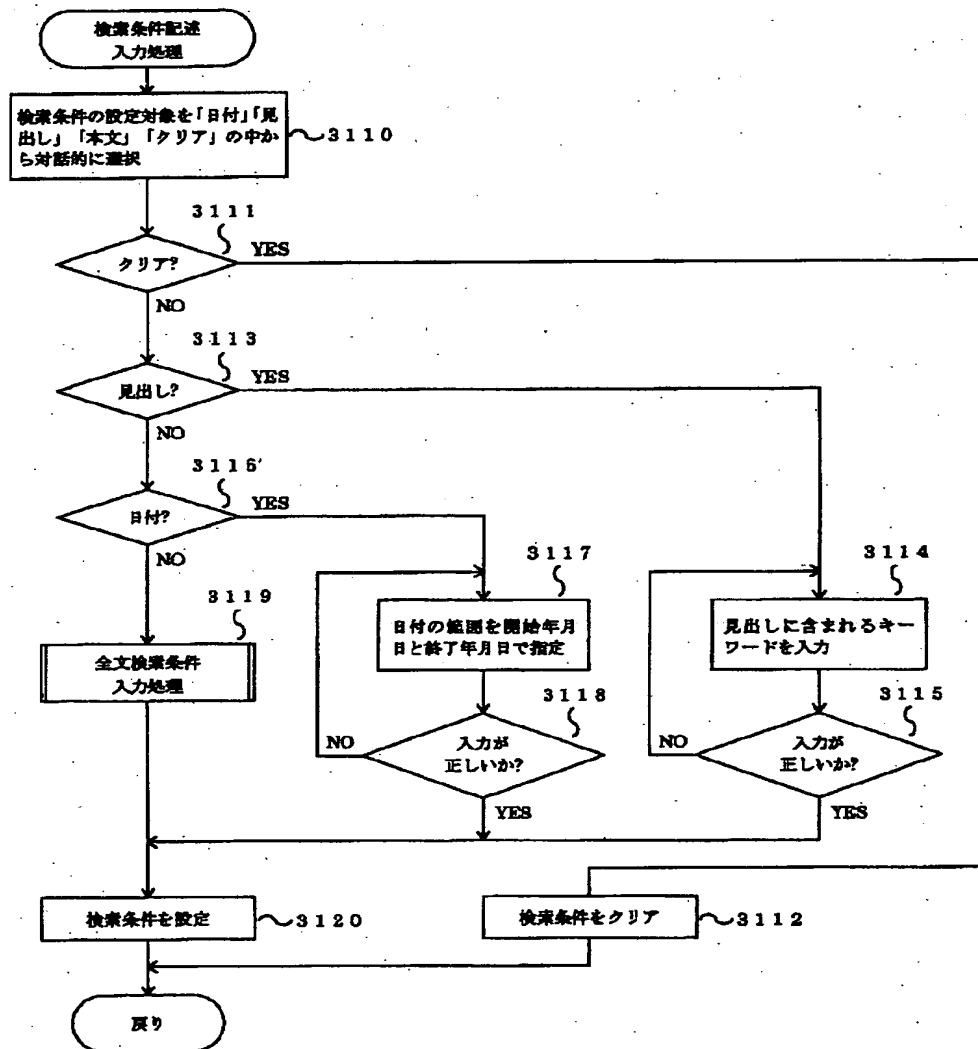 検索条件記述
入力処理
検索条件の設定対象を「日付」「見
出し」「本文」「クリア」の中か
ら対話的に選択
3110
3111
クリア?
YES
NO
3113
見出し?
YES
NO
3116'
日付?
YES
NO
3119
全文検索条件
入力処理
3117
日付の範囲を開始年月
日と終了年月日で指定
3118
入力が
正しいか?
NO
YES
3114
見出しに含まれるキー
ワードを入力
3115
入力が
正しいか?
NO
YES
検索条件を設定
3120
検索条件をクリア
3112
戻り